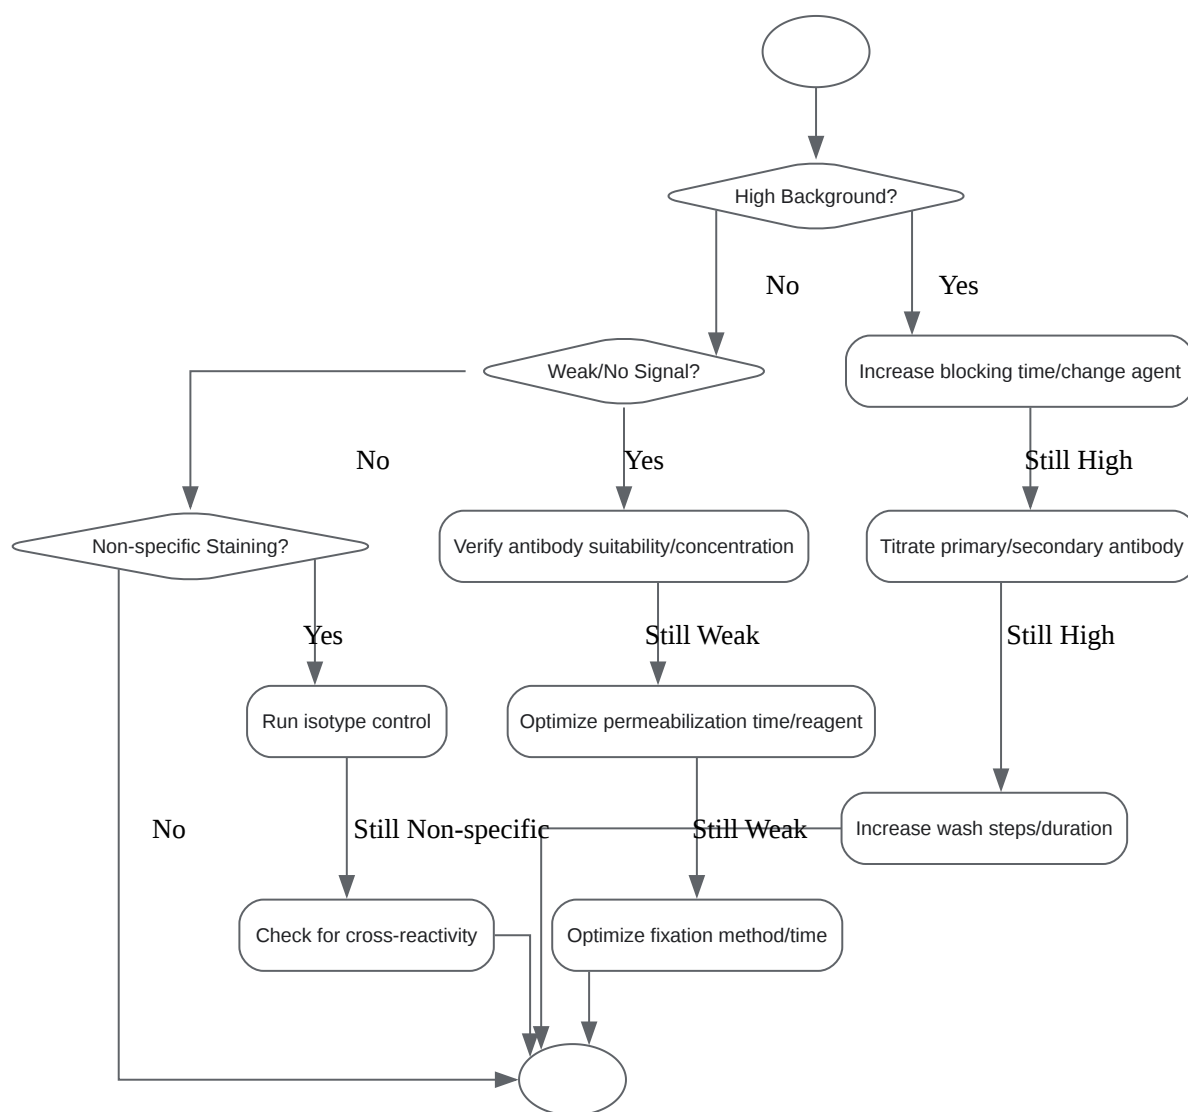 High Background?
No
Yes
Weak/No Signal?
Increase blocking time/change agent
No
Yes
Still High
Non-specific Staining?
Verify antibody suitability/concentration
Titrate primary/secondary antibody
Yes
Still Weak
Still High
Run isotype control
Optimize permeabilization time/reagent
No
Still Non-specific
Still Weak
Increase wash steps/duration
Check for cross-reactivity
Optimize fixation method/time